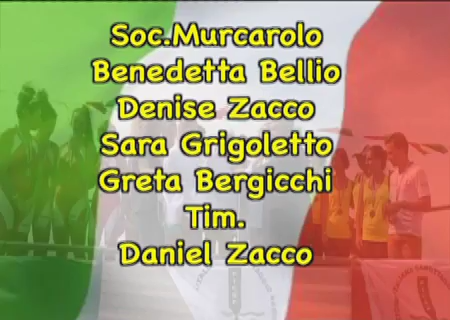 Soc.Murcarolo
Benedetta Bellio
Denise Zacco
Sara Grigoletto
Greta Bergicchi
Tim.
Daniel Zacco